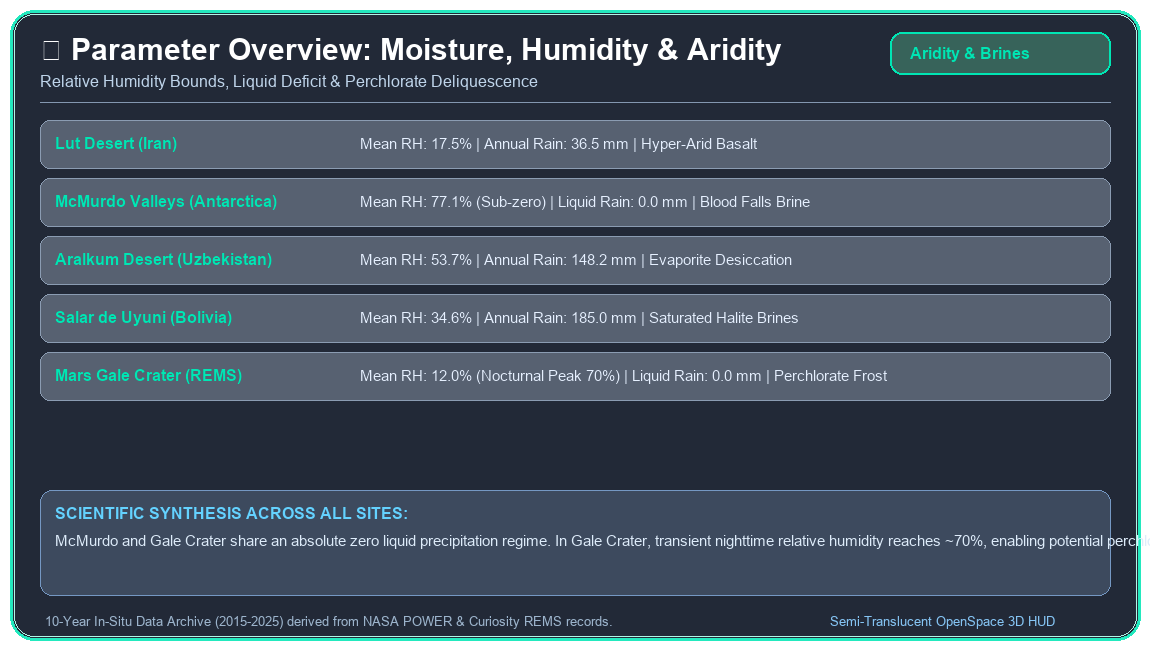 Parameter Overview: Moisture, Humidity & Aridity
Aridity & Brines
Relative Humidity Bounds, Liquid Deficit & Perchlorate Deliquescence
Lut Desert (Iran) Mean RH: 17.5% | Annual Rain: 36.5 mm | Hyper-Arid Basalt
McMurdo Valleys (Antarctica) Mean RH: 77.1% (Sub-zero) | Liquid Rain: 0.0 mm | Blood Falls Brine
Aralkum Desert (Uzbekistan) Mean RH: 53.7% | Annual Rain: 148.2 mm | Evaporite Desiccation
Salar de Uyuni (Bolivia) Mean RH: 34.6% | Annual Rain: 185.0 mm | Saturated Halite Brines
Mars Gale Crater (REMS) Mean RH: 12.0% (Nocturnal Peak 70%) | Liquid Rain: 0.0 mm | Perchlorate Frost
SCIENTIFIC SYNTHESIS ACROSS ALL SITES:
McMurdo and Gale Crater share an absolute zero liquid precipitation regime. In Gale Crater, transient nighttime relative humidity reaches ~70%, enabling potential
10-Year In-Situ Data Archive (2015-2025) derived from NASA POWER & Curiosity REMS records.
Semi-Translucent OpenSpace 3D HUD